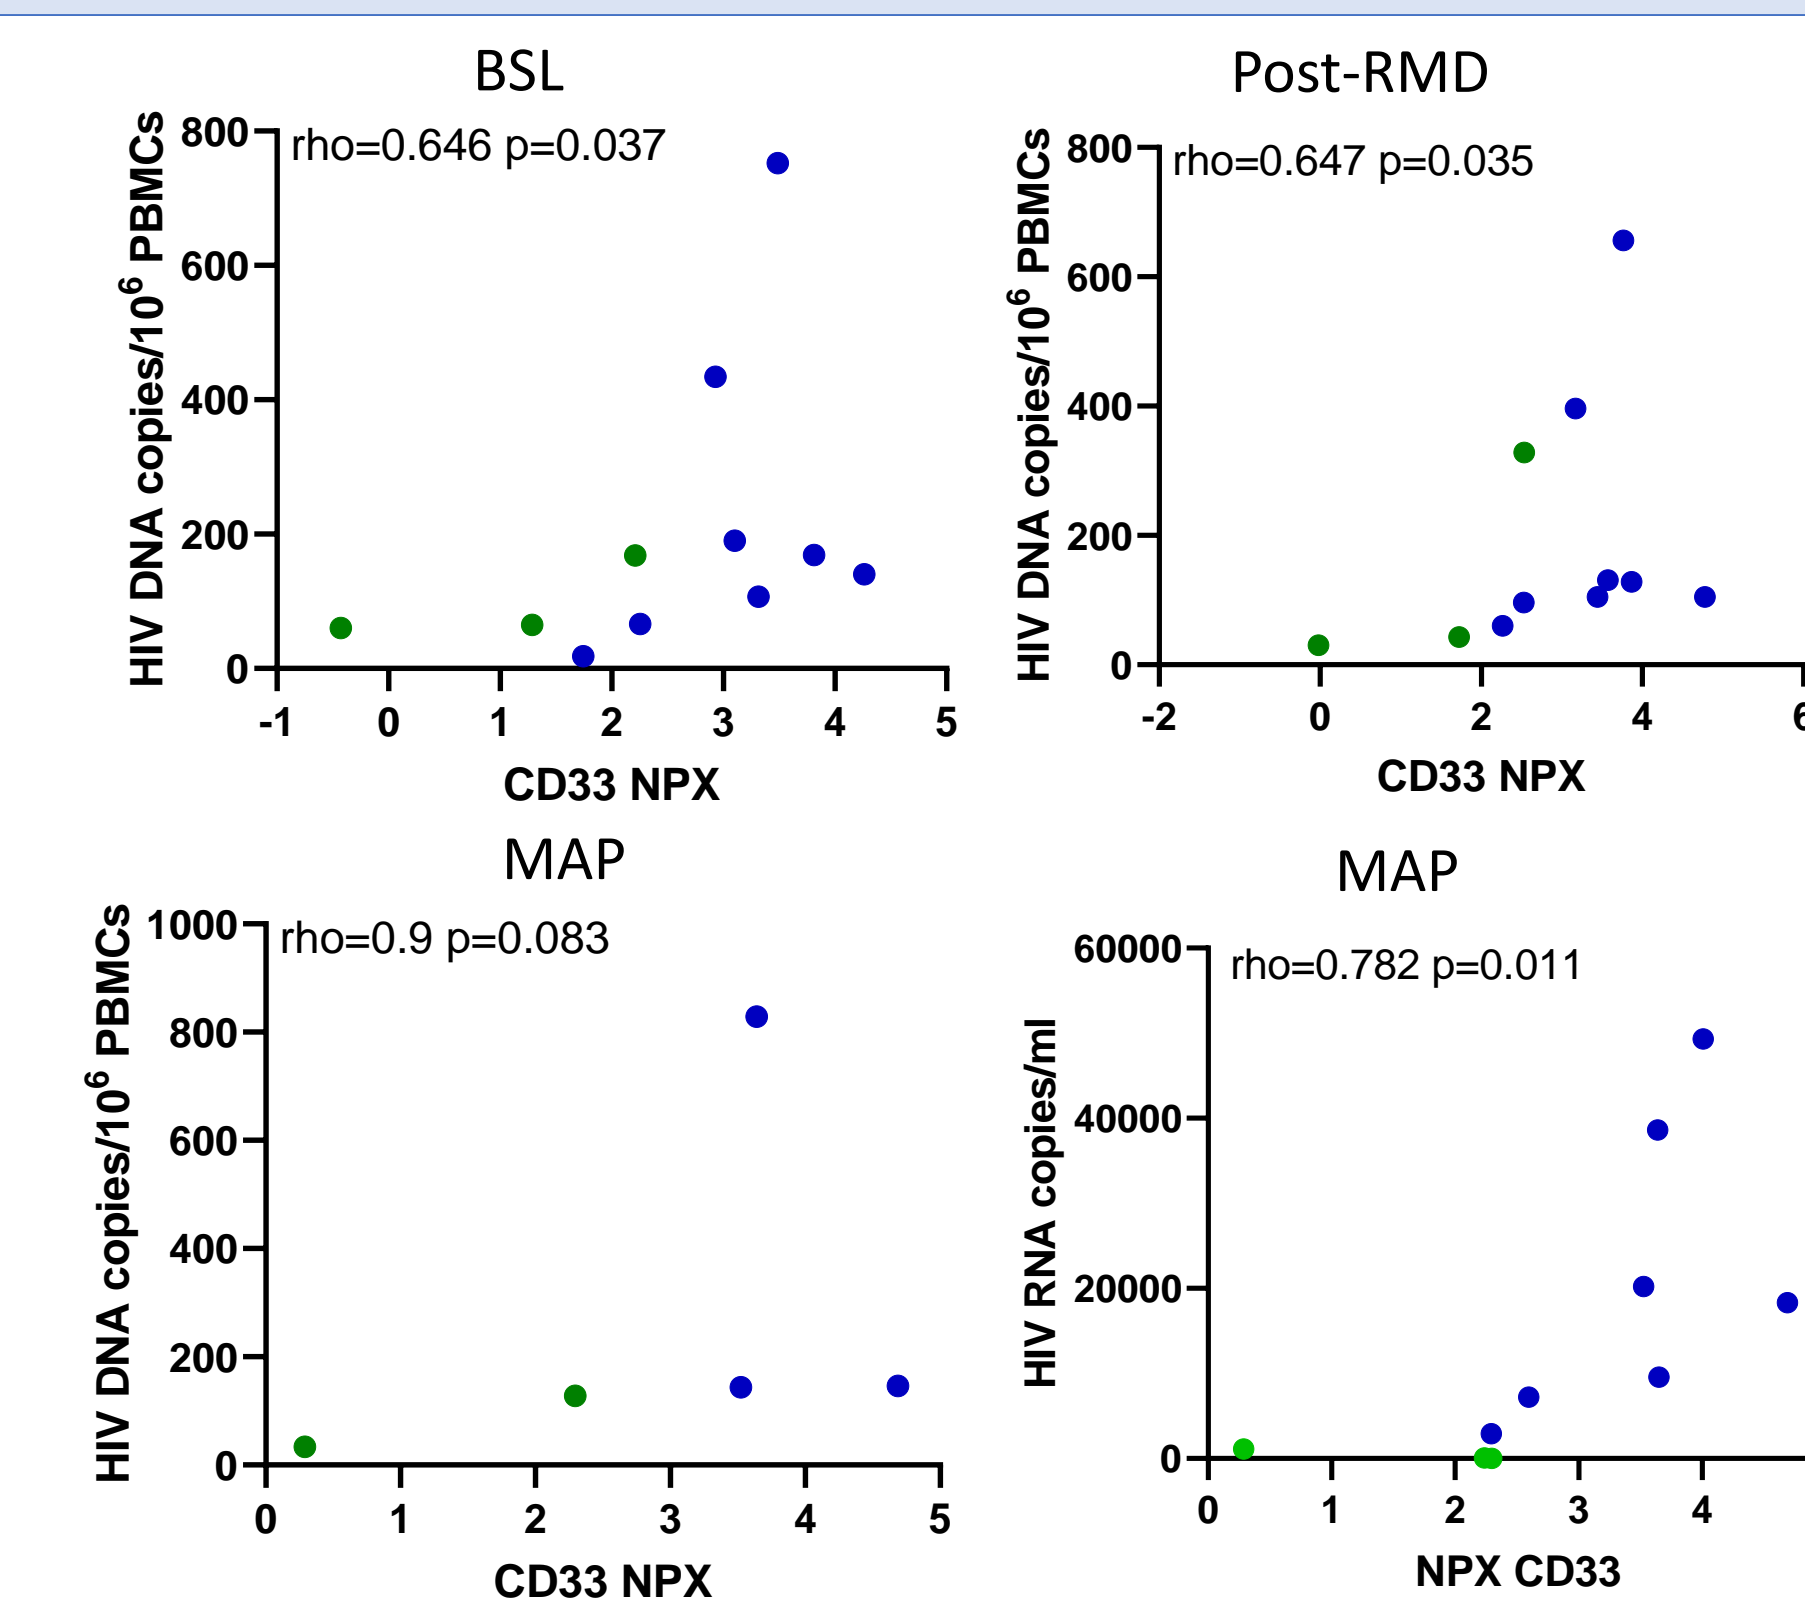 BSL
rho=0.646 p=0.037
HIV DNA copies/10⁶ PBMCs
800
600
400
200
0
-1 0 1 2 3 4 5
CD33 NPX
Post-RMD
rho=0.647 p=0.035
HIV DNA copies/10⁶ PBMCs
800
600
400
200
0
-2 0 2 4 6
CD33 NPX
MAP
rho=0.9 p=0.083
HIV DNA copies/10⁶ PBMCs
1000
800
600
400
200
0
0 1 2 3 4 5
CD33 NPX
MAP
rho=0.782 p=0.011
HIV RNA copies/ml
60000
40000
20000
0
0 1 2 3 4
NPX CD33